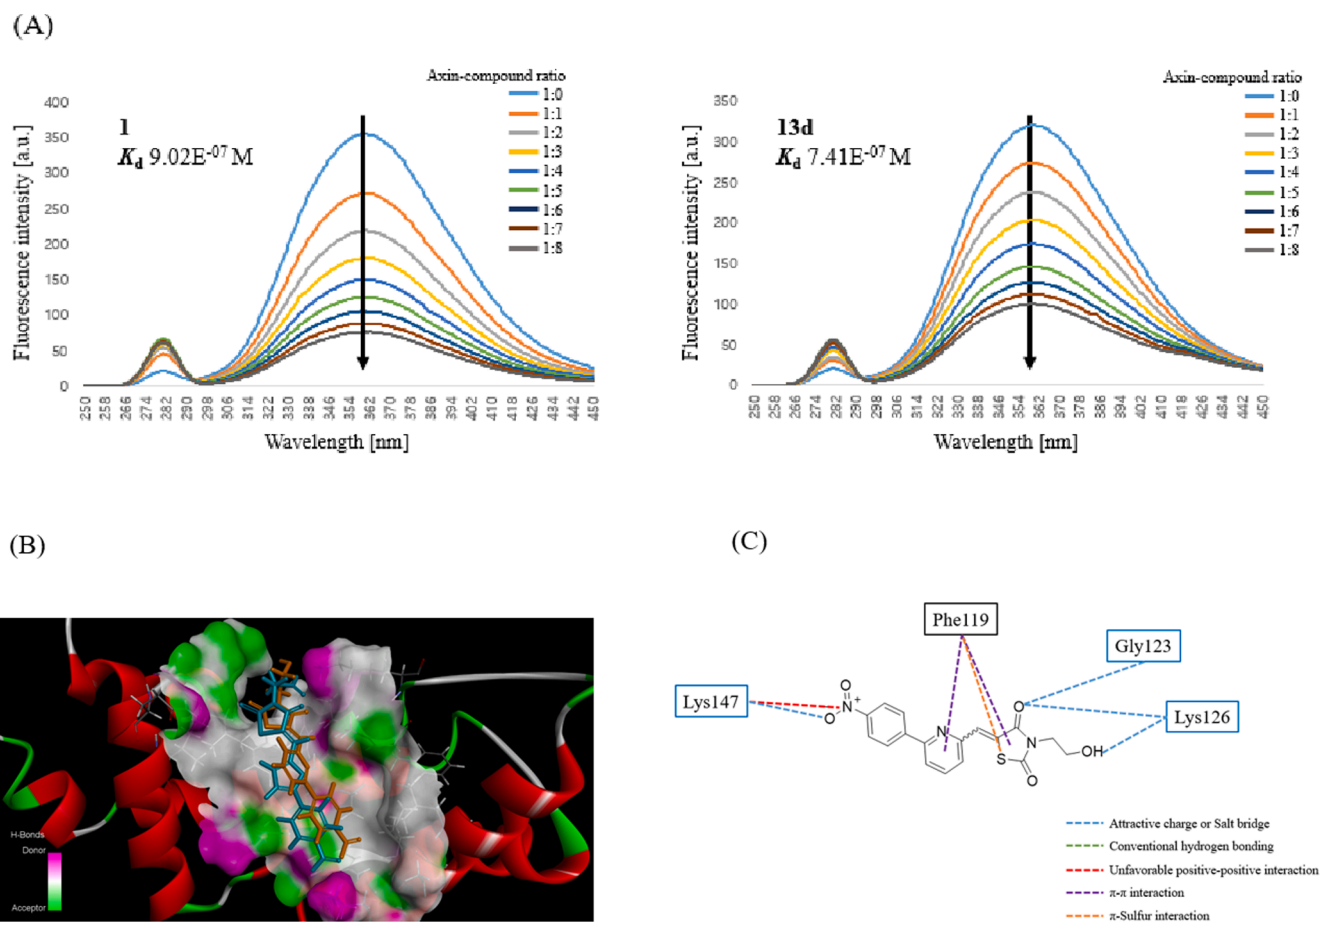 (A)
Axin-compound ratio
1:0
1:1
1:2
1:3
1:4
1:5
1:6
1:7
1:8
1
Kd 9.02E-07 M
Fluorescence intensity [a.u.]
400
350
300
250
200
150
100
50
0
250 258 266 274 282 290 298 306 314 322 330 338 346 354 362 370 378 386 394 402 410 418 426 434 442 450
Wavelength [nm]
Axin-compound ratio
1:0
1:1
1:2
1:3
1:4
1:5
1:6
1:7
1:8
13d
Kd 7.41E-07 M
Fluorescence intensity [a.u.]
350
300
250
200
150
100
50
0
250 258 266 274 282 290 298 306 314 322 330 338 346 354 362 370 378 386 394 402 410 418 426 434 442 450
Wavelength [nm]
(B)
H-Bonds
Donor
Acceptor
(C)
Phe119
Gly123
Lys147
Lys126
O
N+
O-
N
O
N
S
O
OH
Attractive charge or Salt bridge
Conventional hydrogen bonding
Unfavorable positive-positive interaction
π-π interaction
π-Sulfur interaction